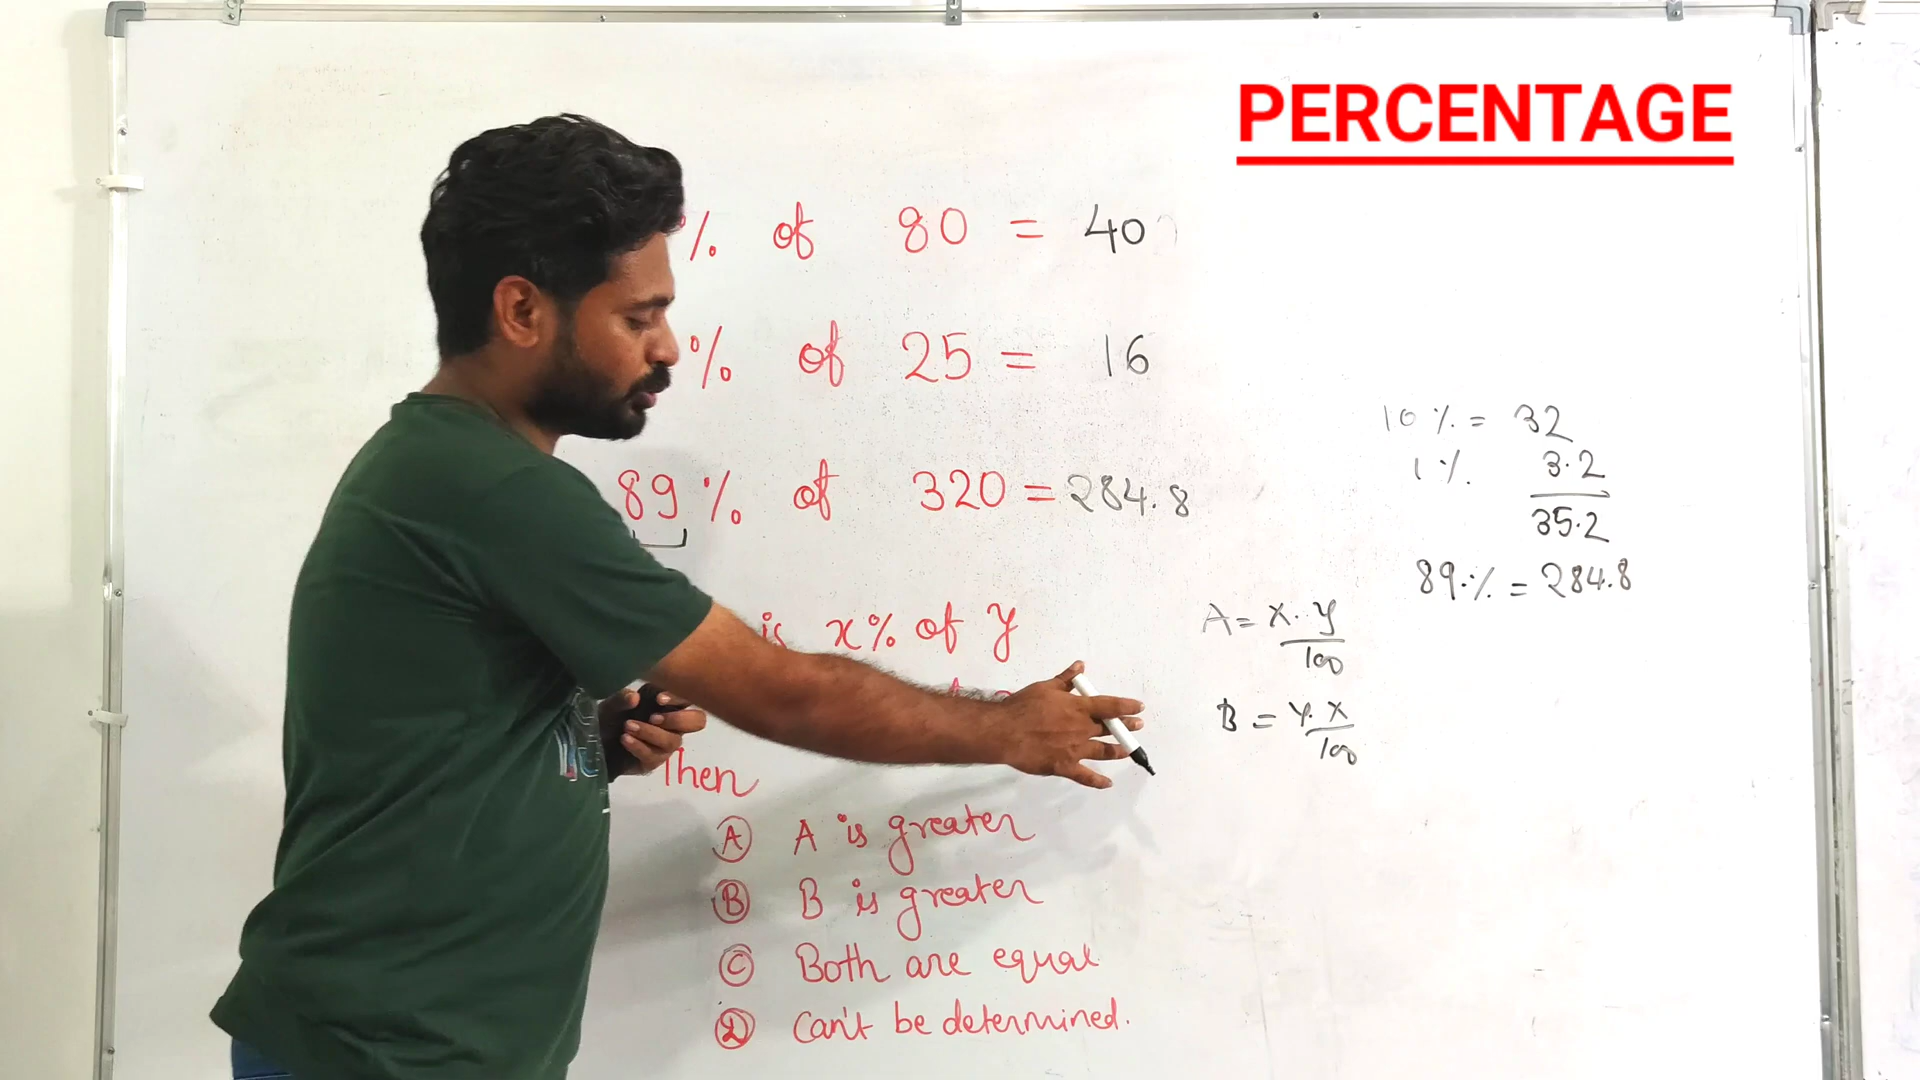 PERCENTAGE
% of 80 = 40
% of 25 = 16
89% of 320 = 284.8
10% = 32
1% 3.2
35.2
89% = 284.8
is x% of y
A = x.y
100
B = y.x
100
Then
A A is greater
B B is greater
C Both are equal
D Can't be determined.